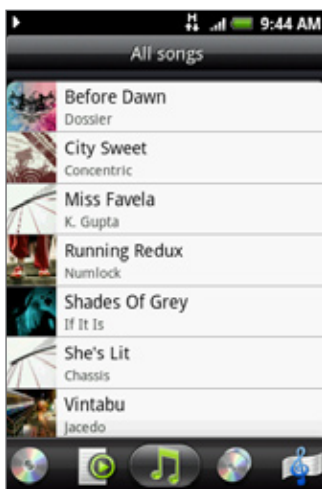 H
9:44 AM
All songs
Before Dawn
Dossier
City Sweet
Concentric
Miss Favela
K. Gupta
Running Redux
Numlock
Shades Of Grey
If It Is
She's Lit
Chassis
Vintabu
Jacedo